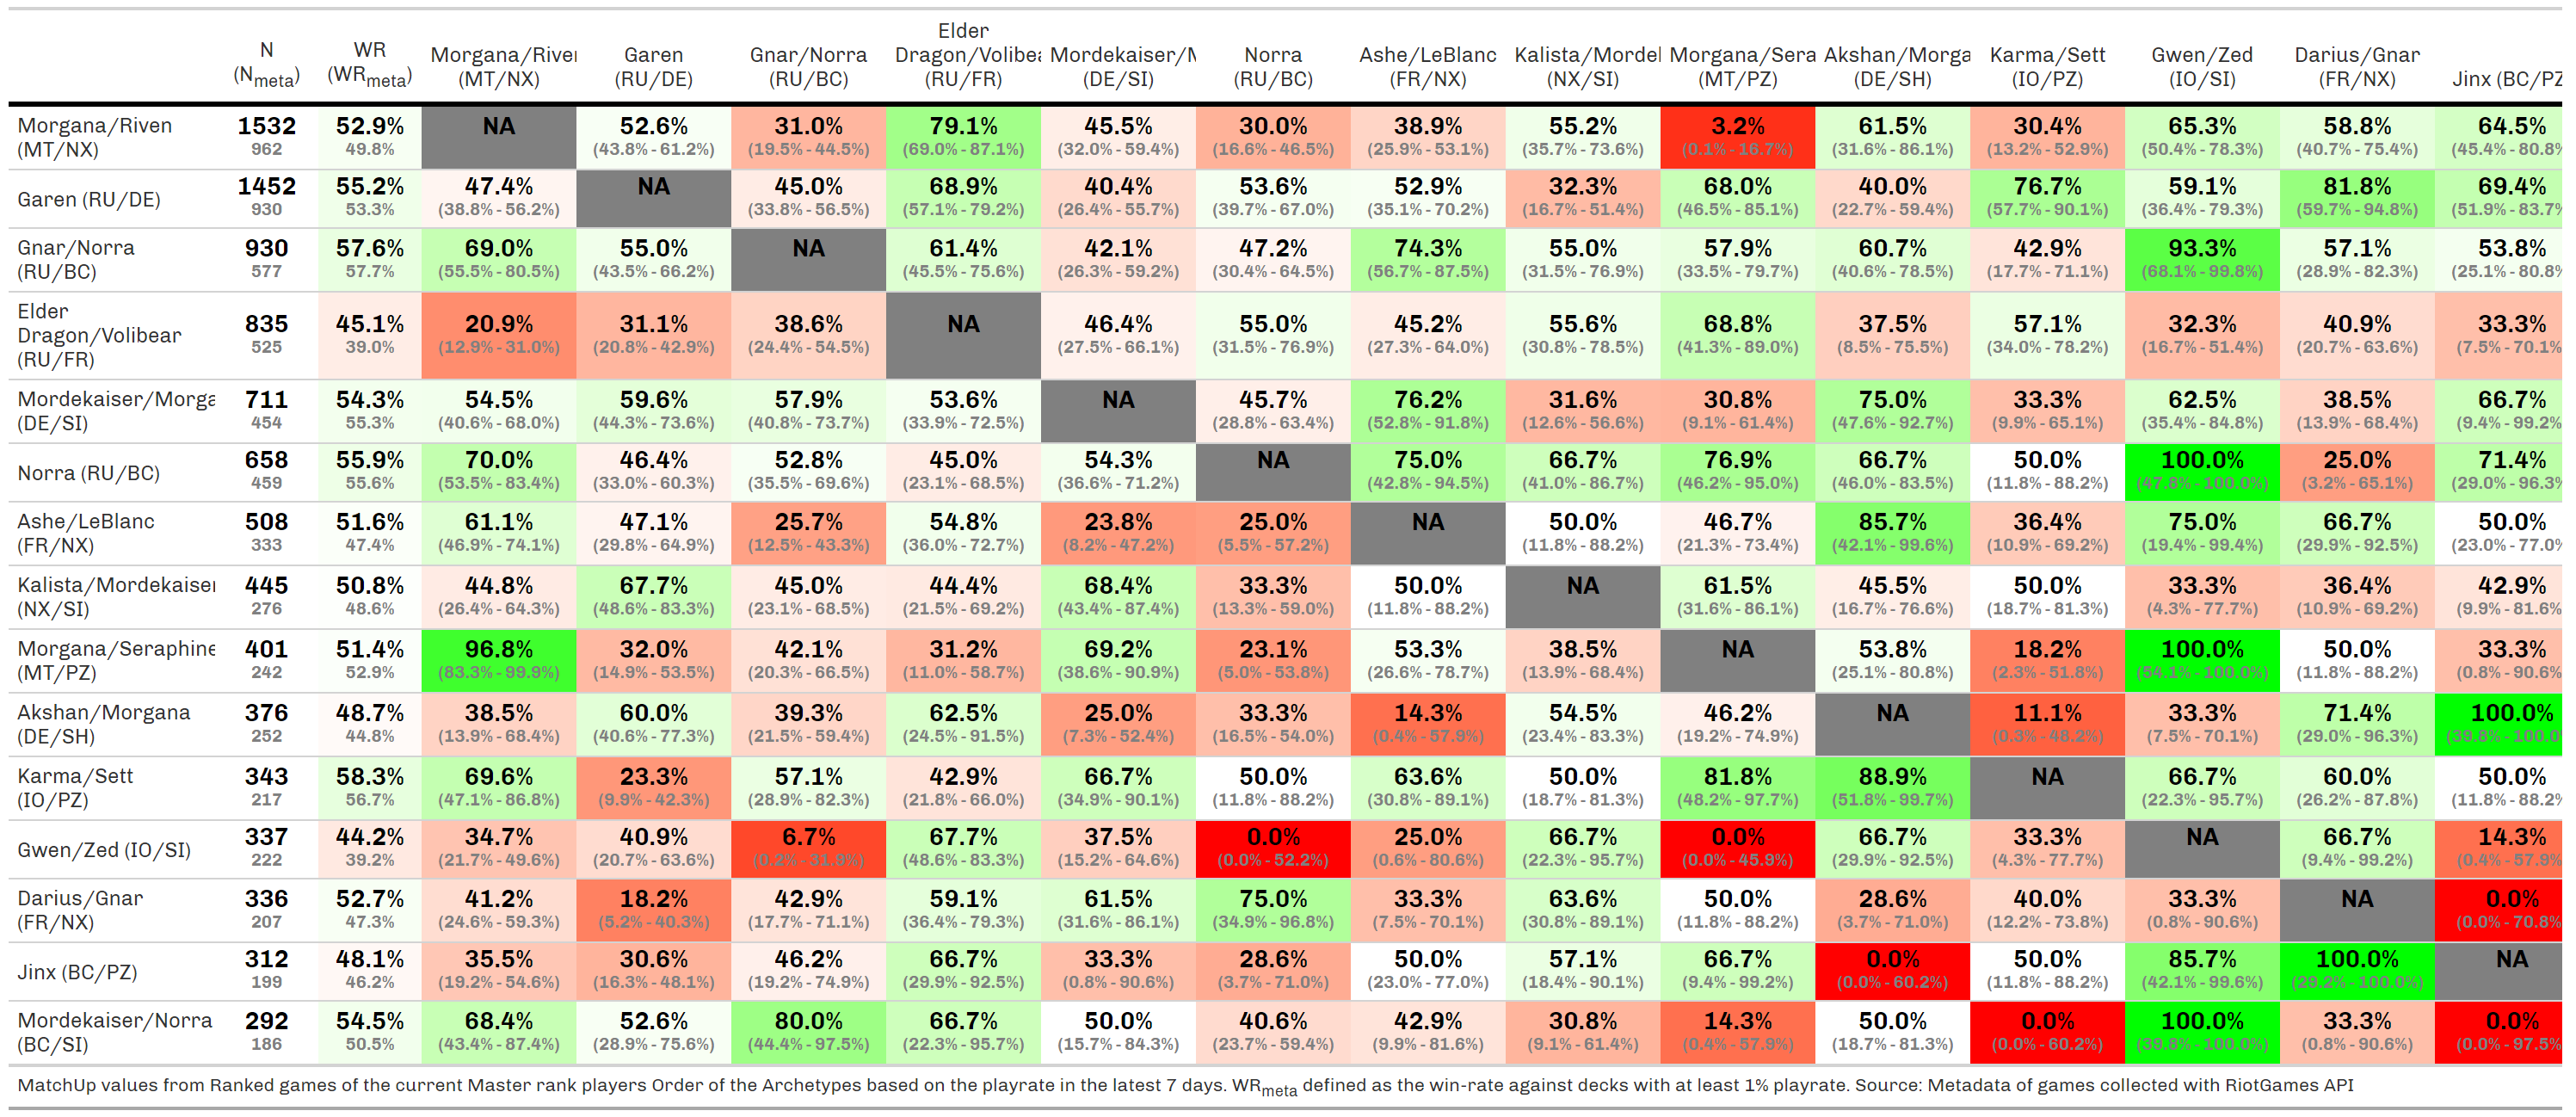 N (N_meta) WR (WR_meta) Morgana/River (MT/NX) Garen (RU/DE) Gnar/Norra (RU/BC) Elder Dragon/Volibea (RU/FR) Mordekaiser/M (DE/SI) Norra (RU/BC) Ashe/LeBlanc (FR/NX) Kalista/Mordel (NX/SI) Morgana/Sera (MT/PZ) Akshan/Morga (DE/SH) Karma/Sett (IO/PZ) Gwen/Zed (IO/SI) Darius/Gnar (FR/NX) Jinx (BC/PZ
Morgana/Riven 1532 52.9% NA 52.6% 31.0% 79.1% 45.5% 30.0% 38.9% 55.2% 3.2% 61.5% 30.4% 65.3% 58.8% 64.5%
(MT/NX) 962 49.8% (43.8% - 61.2%) (19.5% - 44.5%) (69.0% - 87.1%) (32.0% - 59.4%) (16.6% - 46.5%) (25.9% - 53.1%) (35.7% - 73.6%) (0.1% - 16.7%) (31.6% - 86.1%) (13.2% - 52.9%) (50.4% - 78.3%) (40.7% - 75.4%) (45.4% - 80.8%
Garen (RU/DE) 1452 55.2% 47.4% NA 45.0% 68.9% 40.4% 53.6% 52.9% 32.3% 68.0% 40.0% 76.7% 59.1% 81.8% 69.4%
930 53.3% (38.8% - 56.2%) (33.8% - 56.5%) (57.1% - 79.2%) (26.4% - 55.7%) (39.7% - 67.0%) (35.1% - 70.2%) (16.7% - 51.4%) (46.5% - 85.1%) (22.7% - 59.4%) (57.7% - 90.1%) (36.4% - 79.3%) (59.7% - 94.8%) (51.9% - 83.7%
Gnar/Norra 930 57.6% 69.0% 55.0% NA 61.4% 42.1% 47.2% 74.3% 55.0% 57.9% 60.7% 42.9% 93.3% 57.1% 53.8%
(RU/BC) 577 57.7% (55.5% - 80.5%) (43.5% - 66.2%) (45.5% - 75.6%) (26.3% - 59.2%) (30.4% - 64.5%) (56.7% - 87.5%) (31.5% - 76.9%) (33.5% - 79.7%) (40.6% - 78.5%) (17.7% - 71.1%) (68.1% - 99.8%) (28.9% - 82.3%) (25.1% - 80.8%
Elder
Dragon/Volibear 835 45.1% 20.9% 31.1% 38.6% NA 46.4% 55.0% 45.2% 55.6% 68.8% 37.5% 57.1% 32.3% 40.9% 33.3%
(RU/FR) 525 39.0% (12.9% - 31.0%) (20.8% - 42.9%) (24.4% - 54.5%) (27.5% - 66.1%) (31.5% - 76.9%) (27.3% - 64.0%) (30.8% - 78.5%) (41.3% - 89.0%) (8.5% - 75.5%) (34.0% - 78.2%) (16.7% - 51.4%) (20.7% - 63.6%) (7.5% - 70.1%
Mordekaiser/Morga 711 54.3% 54.5% 59.6% 57.9% 53.6% NA 45.7% 76.2% 31.6% 30.8% 75.0% 33.3% 62.5% 38.5% 66.7%
(DE/SI) 454 55.3% (40.6% - 68.0%) (44.3% - 73.6%) (40.8% - 73.7%) (33.9% - 72.5%) (28.8% - 63.4%) (52.8% - 91.8%) (12.6% - 56.6%) (9.1% - 61.4%) (47.6% - 92.7%) (9.9% - 65.1%) (35.4% - 84.8%) (13.9% - 68.4%) (9.4% - 99.2%
Norra (RU/BC) 658 55.9% 70.0% 46.4% 52.8% 45.0% 54.3% NA 75.0% 66.7% 76.9% 66.7% 50.0% 100.0% 25.0% 71.4%
459 55.6% (53.5% - 83.4%) (33.0% - 60.3%) (35.5% - 69.6%) (23.1% - 68.5%) (36.6% - 71.2%) (42.8% - 94.5%) (41.0% - 86.7%) (46.2% - 95.0%) (46.0% - 83.5%) (11.8% - 88.2%) (47.8% - 100.0%) (3.2% - 65.1%) (29.0% - 96.3%
Ashe/LeBlanc 508 51.6% 61.1% 47.1% 25.7% 54.8% 23.8% 25.0% NA 50.0% 46.7% 85.7% 36.4% 75.0% 66.7% 50.0%
(FR/NX) 333 47.4% (46.9% - 74.1%) (29.8% - 64.9%) (12.5% - 43.3%) (36.0% - 72.7%) (8.2% - 47.2%) (5.5% - 57.2%) (11.8% - 88.2%) (21.3% - 73.4%) (42.1% - 99.6%) (10.9% - 69.2%) (19.4% - 99.4%) (29.9% - 92.5%) (23.0% - 77.0%
Kalista/Mordekaiser 445 50.8% 44.8% 67.7% 45.0% 44.4% 68.4% 33.3% 50.0% NA 61.5% 45.5% 50.0% 33.3% 36.4% 42.9%
(NX/SI) 276 48.6% (26.4% - 64.3%) (48.6% - 83.3%) (23.1% - 68.5%) (21.5% - 69.2%) (43.4% - 87.4%) (13.3% - 59.0%) (11.8% - 88.2%) (31.6% - 86.1%) (16.7% - 76.6%) (18.7% - 81.3%) (4.3% - 77.7%) (10.9% - 69.2%) (9.9% - 81.6%
Morgana/Seraphine 401 51.4% 96.8% 32.0% 42.1% 31.2% 69.2% 23.1% 53.3% 38.5% NA 53.8% 18.2% 100.0% 50.0% 33.3%
(MT/PZ) 242 52.9% (83.3% - 99.9%) (14.9% - 53.5%) (20.3% - 66.5%) (11.0% - 58.7%) (38.6% - 90.9%) (5.0% - 53.8%) (26.6% - 78.7%) (13.9% - 68.4%) (25.1% - 80.8%) (2.3% - 51.8%) (54.1% - 100.0%) (11.8% - 88.2%) (0.8% - 90.6%
Akshan/Morgana 376 48.7% 38.5% 60.0% 39.3% 62.5% 25.0% 33.3% 14.3% 54.5% 46.2% NA 11.1% 33.3% 71.4% 100.0%
(DE/SH) 252 44.8% (13.9% - 68.4%) (40.6% - 77.3%) (21.5% - 59.4%) (24.5% - 91.5%) (7.3% - 52.4%) (16.5% - 54.0%) (0.4% - 57.9%) (23.4% - 83.3%) (19.2% - 74.9%) (0.3% - 48.2%) (7.5% - 70.1%) (29.0% - 96.3%) (39.8% - 100.0
Karma/Sett 343 58.3% 69.6% 23.3% 57.1% 42.9% 66.7% 50.0% 63.6% 50.0% 81.8% 88.9% NA 66.7% 60.0% 50.0%
(IO/PZ) 217 56.7% (47.1% - 86.8%) (9.9% - 42.3%) (28.9% - 82.3%) (21.8% - 66.0%) (34.9% - 90.1%) (11.8% - 88.2%) (30.8% - 89.1%) (18.7% - 81.3%) (48.2% - 97.7%) (51.8% - 99.7%) (22.3% - 95.7%) (26.2% - 87.8%) (11.8% - 88.2%
Gwen/Zed (IO/SI) 337 44.2% 34.7% 40.9% 6.7% 67.7% 37.5% 0.0% 25.0% 66.7% 0.0% 66.7% 33.3% NA 66.7% 14.3%
222 39.2% (21.7% - 49.6%) (20.7% - 63.6%) (0.2% - 31.9%) (48.6% - 83.3%) (15.2% - 64.6%) (0.0% - 52.2%) (0.6% - 80.6%) (22.3% - 95.7%) (0.0% - 45.9%) (29.9% - 92.5%) (4.3% - 77.7%) (9.4% - 99.2%) (0.4% - 57.9%
Darius/Gnar 336 52.7% 41.2% 18.2% 42.9% 59.1% 61.5% 75.0% 33.3% 63.6% 50.0% 28.6% 40.0% 33.3% NA 0.0%
(FR/NX) 207 47.3% (24.6% - 59.3%) (5.2% - 40.3%) (17.7% - 71.1%) (36.4% - 79.3%) (31.6% - 86.1%) (34.9% - 96.8%) (7.5% - 70.1%) (30.8% - 89.1%) (11.8% - 88.2%) (3.7% - 71.0%) (12.2% - 73.8%) (0.8% - 90.6%) (0.0% - 70.8%
Jinx (BC/PZ) 312 48.1% 35.5% 30.6% 46.2% 66.7% 33.3% 28.6% 50.0% 57.1% 66.7% 0.0% 50.0% 85.7% 100.0% NA
199 46.2% (19.2% - 54.6%) (16.3% - 48.1%) (19.2% - 74.9%) (29.9% - 92.5%) (0.8% - 90.6%) (3.7% - 71.0%) (23.0% - 77.0%) (18.4% - 90.1%) (9.4% - 99.2%) (0.0% - 60.2%) (11.8% - 88.2%) (42.1% - 99.6%) (29.2% - 100.0%)
Mordekaiser/Norra 292 54.5% 68.4% 52.6% 80.0% 66.7% 50.0% 40.6% 42.9% 30.8% 14.3% 50.0% 0.0% 100.0% 33.3% 0.0%
(BC/SI) 186 50.5% (43.4% - 87.4%) (28.9% - 75.6%) (44.4% - 97.5%) (22.3% - 95.7%) (15.7% - 84.3%) (23.7% - 59.4%) (9.9% - 81.6%) (9.1% - 61.4%) (0.4% - 57.9%) (18.7% - 81.3%) (0.0% - 60.2%) (39.8% - 100.0%) (0.8% - 90.6%) (0.0% - 97.5%
MatchUp values from Ranked games of the current Master rank players Order of the Archetypes based on the playrate in the latest 7 days. WR_meta defined as the win-rate against decks with at least 1% playrate. Source: Metadata of games collected with RiotGames API